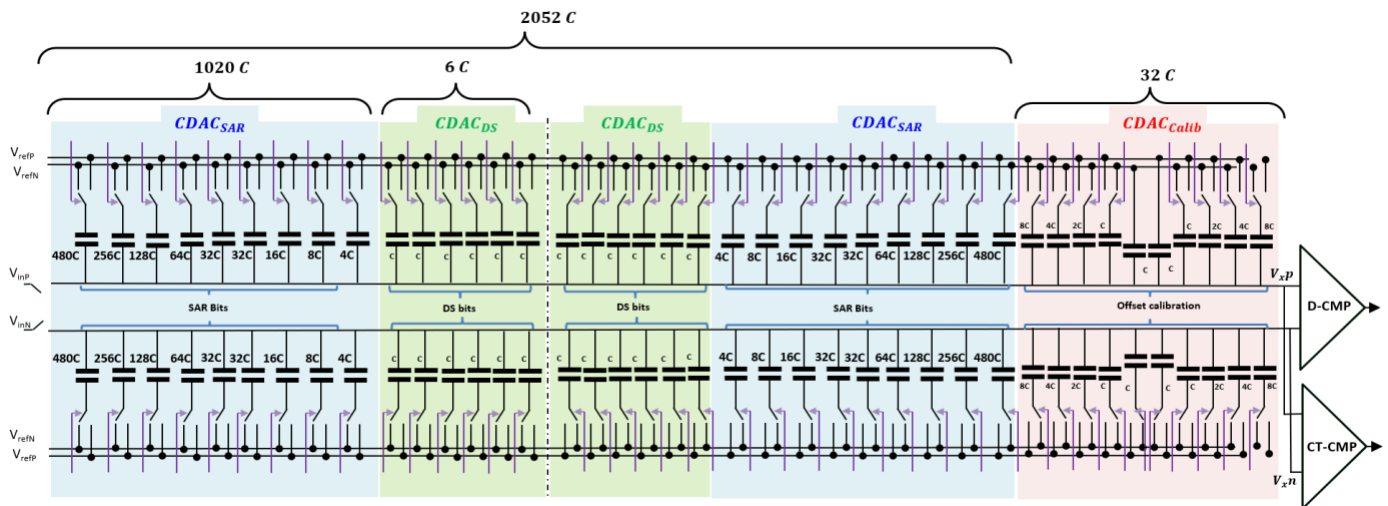 2052 C
1020 C
6 C
32 C
CDAC_SAR
CDAC_DS
CDAC_DS
CDAC_SAR
CDAC_Calib
V_refP
V_refN
480C 256C 128C 64C 32C 32C 16C 8C 4C
C C C C C C
C C C C C C
4C 8C 16C 32C 32C 64C 128C 256C 480C
8C 4C 2C C C C C 2C 4C 8C
V_inP
SAR Bits
DS bits
DS bits
SAR Bits
Offset calibration
V_xp
D-CMP
V_inN
480C 256C 128C 64C 32C 32C 16C 8C 4C
C C C C C C
C C C C C C
4C 8C 16C 32C 32C 64C 128C 256C 480C
8C 4C 2C C C C C 2C 4C 8C
V_refN
V_refP
CT-CMP
V_xn